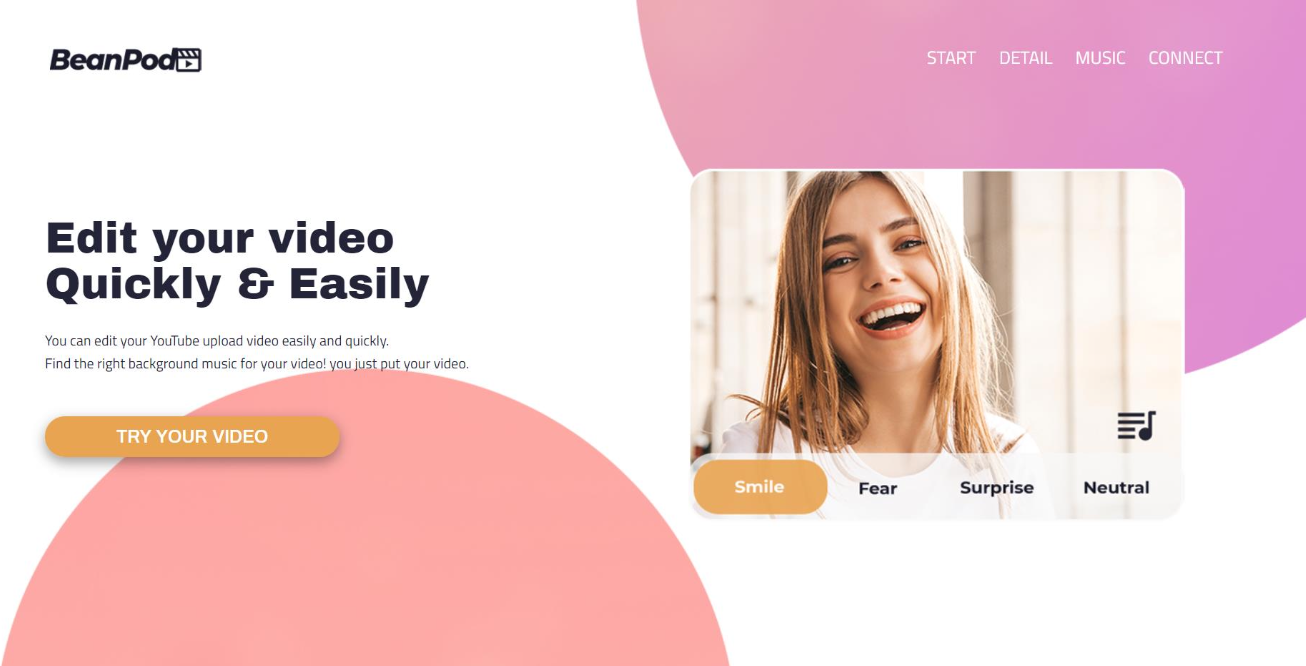 BeanPod
START DETAIL MUSIC CONNECT
Edit your video
Quickly & Easily
You can edit your YouTube upload video easily and quickly.
Find the right background music for your video! you just put your video.
TRY YOUR VIDEO
Smile Fear Surprise Neutral